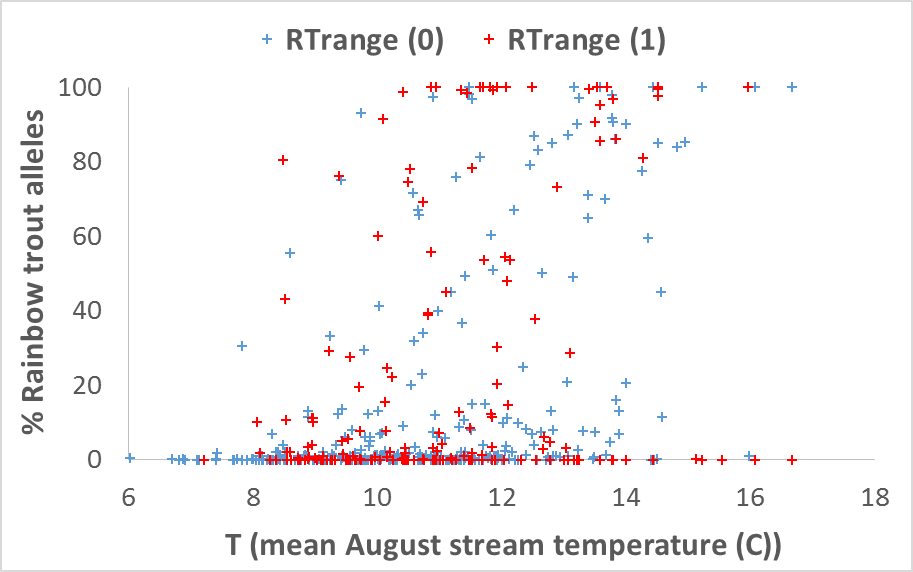 RTrange (0) RTrange (1)
% Rainbow trout alleles
100
80
60
40
20
0
6 8 10 12 14 16 18
T (mean August stream temperature (C))